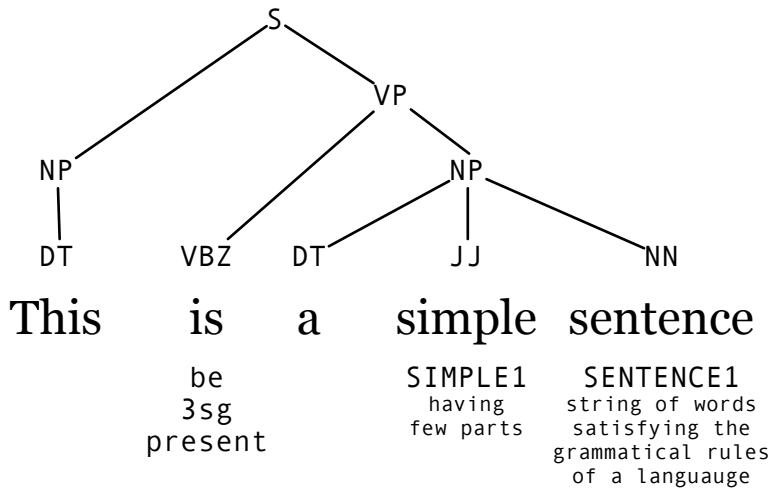 S
VP
NP NP
DT VBZ DT JJ NN
This is a simple sentence
be SIMPLE1 SENTENCE1
3sg having string of words
present few parts satisfying the
grammatical rules
of a languauge